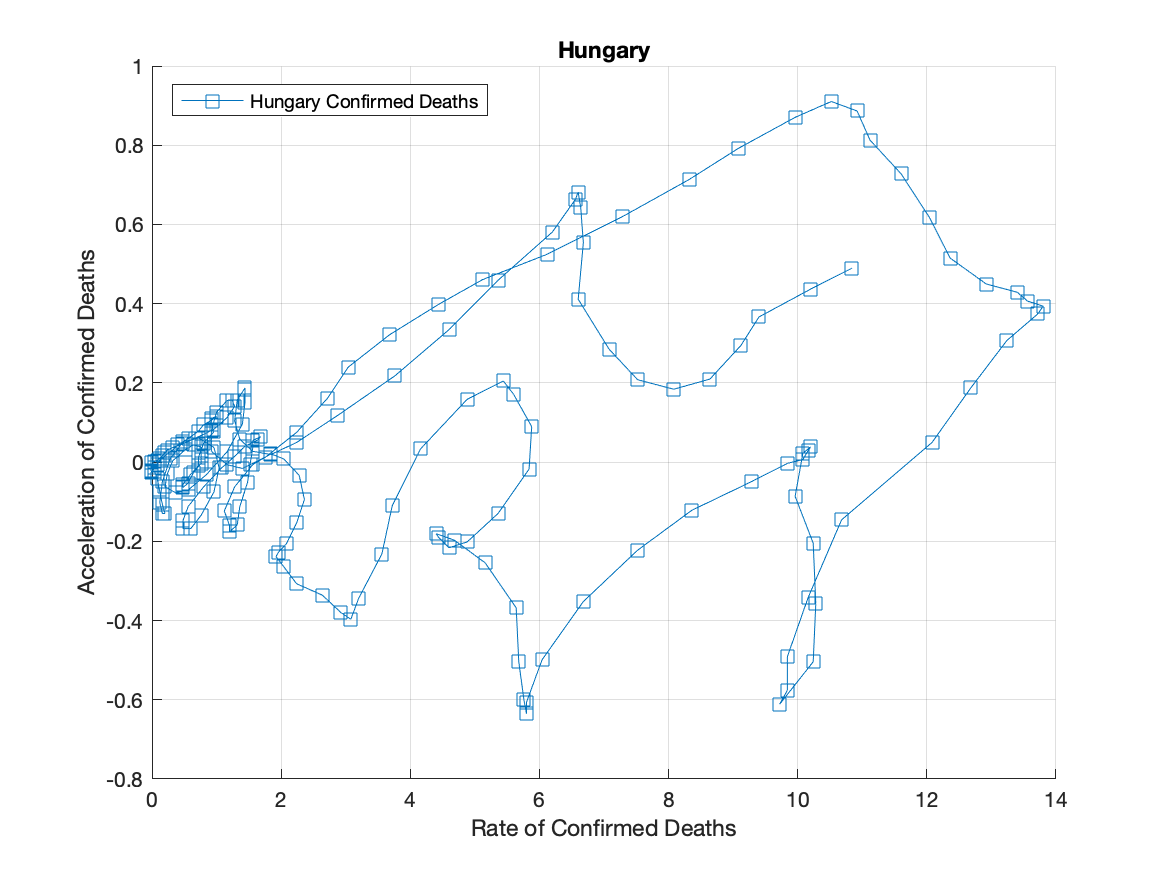 Hungary
Hungary Confirmed Deaths
Acceleration of Confirmed Deaths
1
0.8
0.6
0.4
0.2
0
-0.2
-0.4
-0.6
-0.8
0 2 4 6 8 10 12 14
Rate of Confirmed Deaths